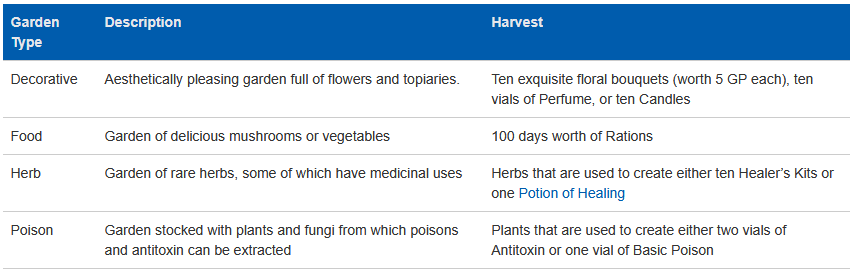 Garden Type Description Harvest
Decorative Aesthetically pleasing garden full of flowers and topiaries. Ten exquisite floral bouquets (worth 5 GP each), ten
vials of Perfume, or ten Candles
Food Garden of delicious mushrooms or vegetables 100 days worth of Rations
Herb Garden of rare herbs, some of which have medicinal uses Herbs that are used to create either ten Healer’s Kits or
one Potion of Healing
Poison Garden stocked with plants and fungi from which poisons
and antitoxin can be extracted
Plants that are used to create either two vials of
Antitoxin or one vial of Basic Poison